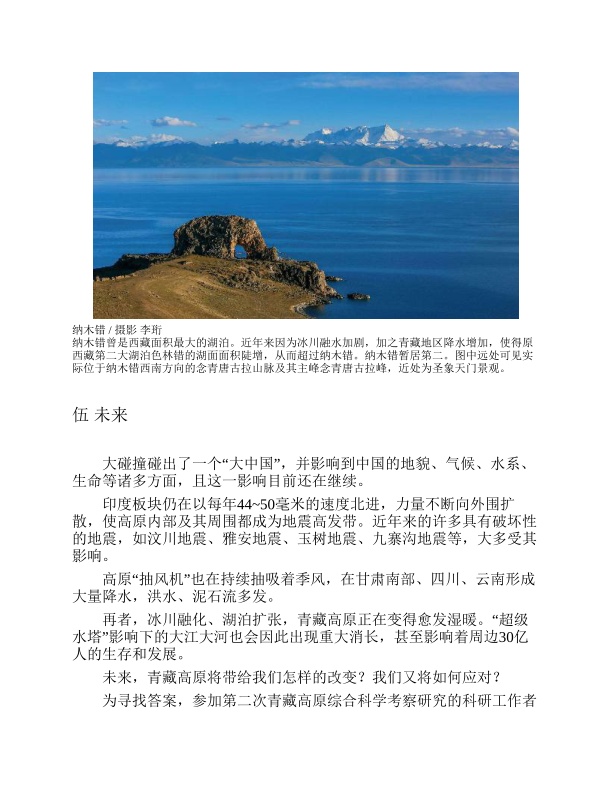 纳木错 / 摄影 李珩
纳木错曾是西藏面积最大的湖泊。近年来因为冰川融水加剧，加之青藏地区降水增加，使得原
西藏第二大湖泊色林错的湖面面积陡增，从而超过纳木错。纳木错暂居第二。图中远处可见实
际位于纳木错西南方向的念青唐古拉山脉及其主峰念青唐古拉峰，近处为圣象天门景观。
伍 未来
大碰撞碰出了一个“大中国”，并影响到中国的地貌、气候、水系、
生命等诸多方面，且这一影响目前还在继续。
印度板块仍在以每年44~50毫米的速度北进，力量不断向外围扩
散，使高原内部及其周围都成为地震高发带。近年来的许多具有破坏性
的地震，如汶川地震、雅安地震、玉树地震、九寨沟地震等，大多受其
影响。
高原“抽风机”也在持续抽吸着季风，在甘肃南部、四川、云南形成
大量降水，洪水、泥石流多发。
再者，冰川融化、湖泊扩张，青藏高原正在变得愈发湿暖。“超级
水塔”影响下的大江大河也会因此出现重大消长，甚至影响着周边30亿
人的生存和发展。
未来，青藏高原将带给我们怎样的改变？我们又将如何应对？
为寻找答案，参加第二次青藏高原综合科学考察研究的科研工作者